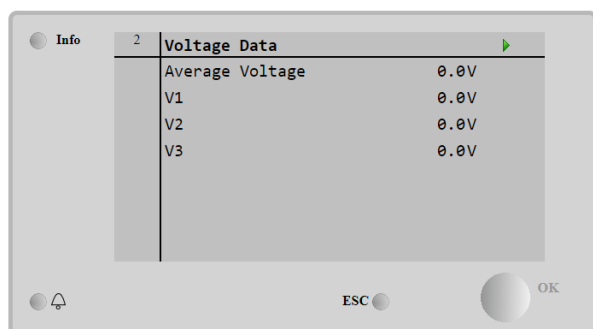 Info
2 Voltage Data
Average Voltage 0.0V
V1 0.0V
V2 0.0V
V3 0.0V
ESC
OK